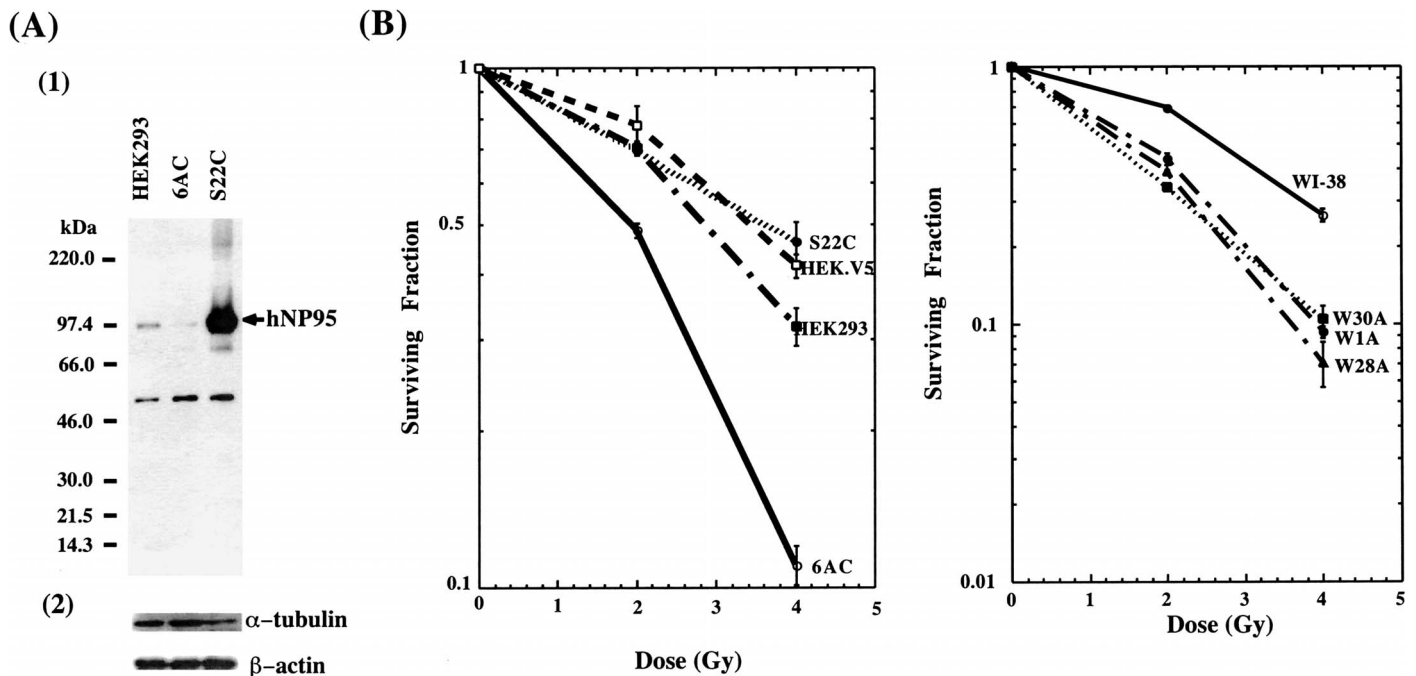 (A)
(1)
HEK293
6AC
S22C
kDa
220.0
97.4
66.0
46.0
30.0
21.5
14.3
hNP95
(2)
α-tubulin
β-actin
(B)
1
0.5
0.1
Surviving Fraction
S22C
HEK.V5
HEK293
6AC
0 1 2 3 4 5
Dose (Gy)
1
0.1
0.01
Surviving Fraction
WI-38
W30A
W1A
W28A
0 1 2 3 4 5
Dose (Gy)